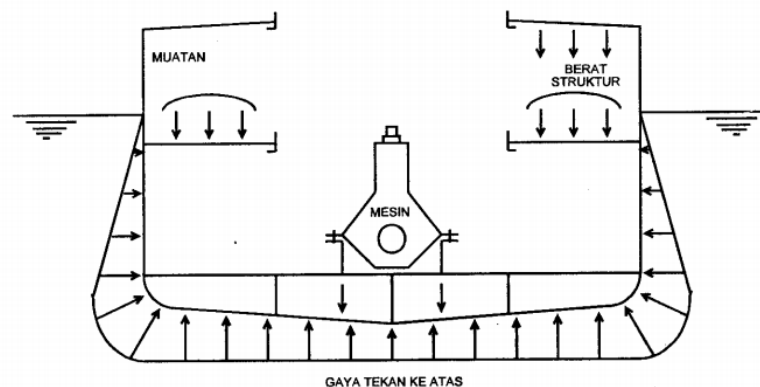 MUATAN
BERAT
STRUKTUR
MESIN
GAYA TEKAN KE ATAS